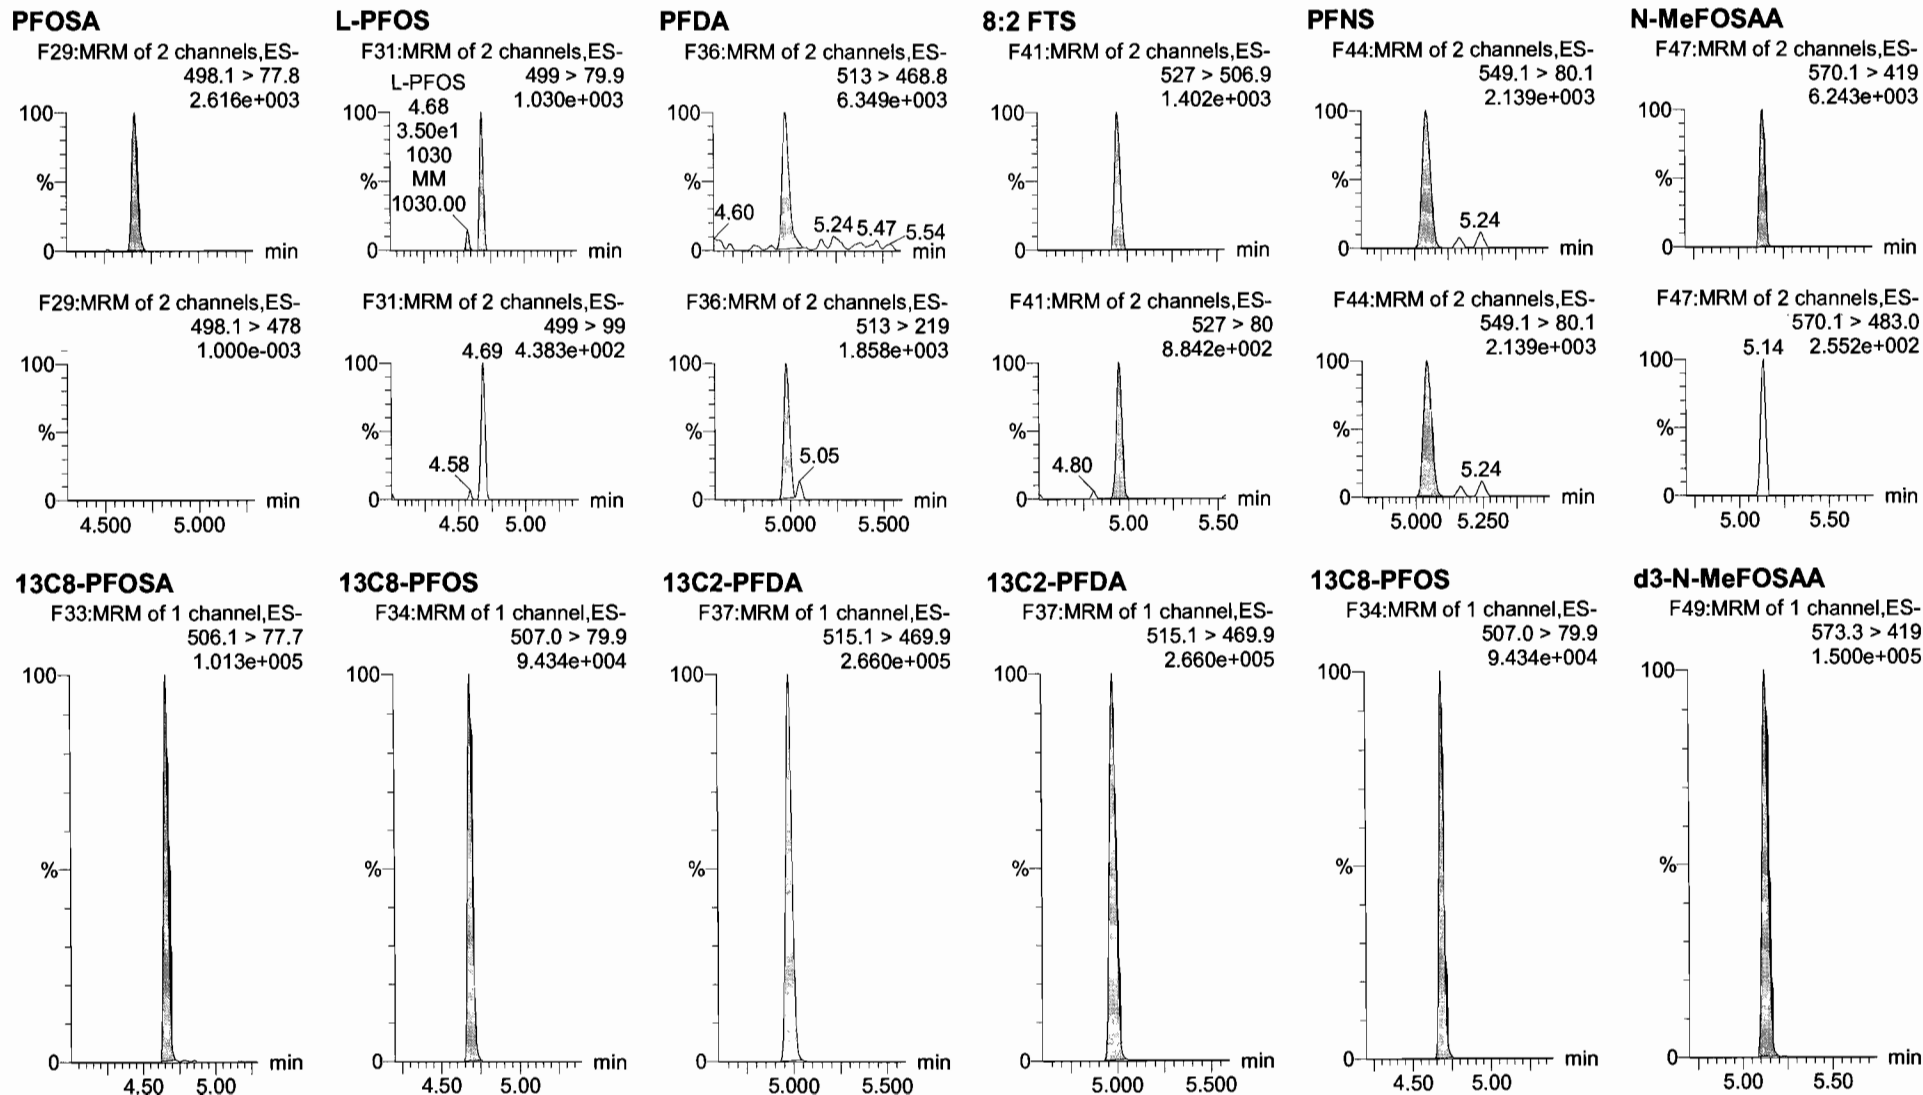 PFOSA
F29:MRM of 2 channels,ES-
498.1 > 77.8
2.616e+003
100
%
0
min
F29:MRM of 2 channels,ES-
498.1 > 478
1.000e-003
100
%
0
min
4.500 5.000
L-PFOS
F31:MRM of 2 channels,ES-
L-PFOS 499 > 79.9
4.68 1.030e+003
3.50e1
1030
MM
1030.00
100
%
0
min
F31:MRM of 2 channels,ES-
499 > 99
4.69 4.383e+002
100
%
4.58
0
min
4.50 5.00
PFDA
F36:MRM of 2 channels,ES-
513 > 468.8
6.349e+003
100
%
4.60 5.24 5.47 5.54
0
min
F36:MRM of 2 channels,ES-
513 > 219
1.858e+003
100
%
5.05
0
min
5.000 5.500
8:2 FTS
F41:MRM of 2 channels,ES-
527 > 506.9
1.402e+003
100
%
0
min
F41:MRM of 2 channels,ES-
527 > 80
8.842e+002
100
%
4.80
0
min
5.00 5.50
PFNS
F44:MRM of 2 channels,ES-
549.1 > 80.1
2.139e+003
100
%
5.24
0
min
F44:MRM of 2 channels,ES-
549.1 > 80.1
2.139e+003
100
%
5.24
0
min
5.000 5.250
N-MeFOSAA
F47:MRM of 2 channels,ES-
570.1 > 419
6.243e+003
100
%
0
min
F47:MRM of 2 channels,ES-
570.1 > 483.0
5.14 2.552e+002
100
%
0
min
5.00 5.50
13C8-PFOSA
F33:MRM of 1 channel,ES-
506.1 > 77.7
1.013e+005
100
%
0
min
4.50 5.00
13C8-PFOS
F34:MRM of 1 channel,ES-
507.0 > 79.9
9.434e+004
100
%
0
min
4.50 5.00
13C2-PFDA
F37:MRM of 1 channel,ES-
515.1 > 469.9
2.660e+005
100
%
0
min
5.000 5.500
13C2-PFDA
F37:MRM of 1 channel,ES-
515.1 > 469.9
2.660e+005
100
%
0
min
5.000 5.500
13C8-PFOS
F34:MRM of 1 channel,ES-
507.0 > 79.9
9.434e+004
100
%
0
min
4.50 5.00
d3-N-MeFOSAA
F49:MRM of 1 channel,ES-
573.3 > 419
1.500e+005
100
%
0
min
5.00 5.50